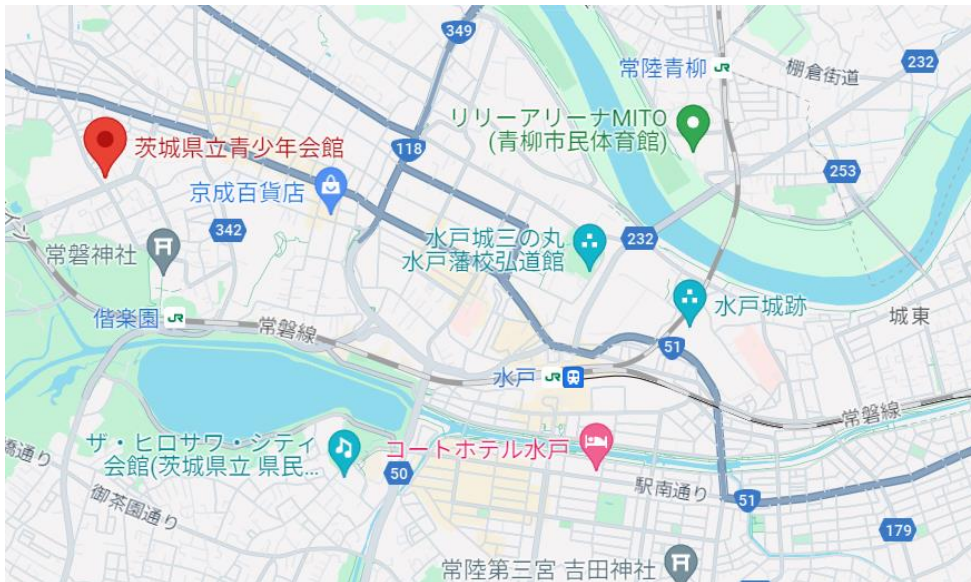 349
常陸青柳
JR
棚倉街道
232
リリーアリーナMITO
(青柳市民体育館)
茨城県立青少年会館
118
253
京成百貨店
342
水戸城三の丸
水戸藩校弘道館
232
常磐神社
水戸城跡
偕楽園
JR
常磐線
城東
51
水戸
JR
常磐線
ザ・ヒロサワ・シティ
会館(茨城県立 県民...
コートホテル水戸
橋通り
50
駅南通り
51
御茶園通り
179
常陸第三宮 吉田神社